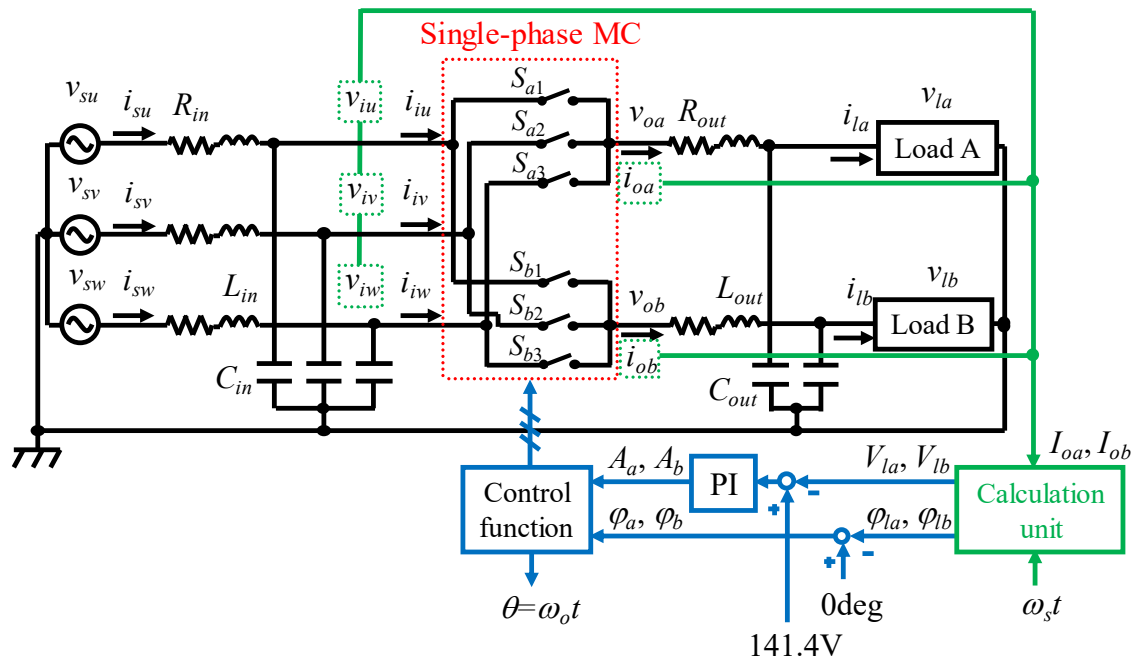 Single-phase MC
v_su i_su R_in v_iu i_iu S_a1 v_oa R_out i_la v_la
S_a2 Load A
v_sv i_sv v_iv i_iv S_a3 i_oa
v_sw i_sw L_in v_iw i_iw S_b1 v_ob L_out i_lb v_lb
S_b2 Load B
S_b3 i_ob
C_in C_out
I_oa, I_ob
A_a, A_b PI V_la, V_lb
Control function
Calculation unit
φ_a, φ_b + - + - φ_la, φ_lb
θ=ω_o t 0deg ω_s t
141.4V